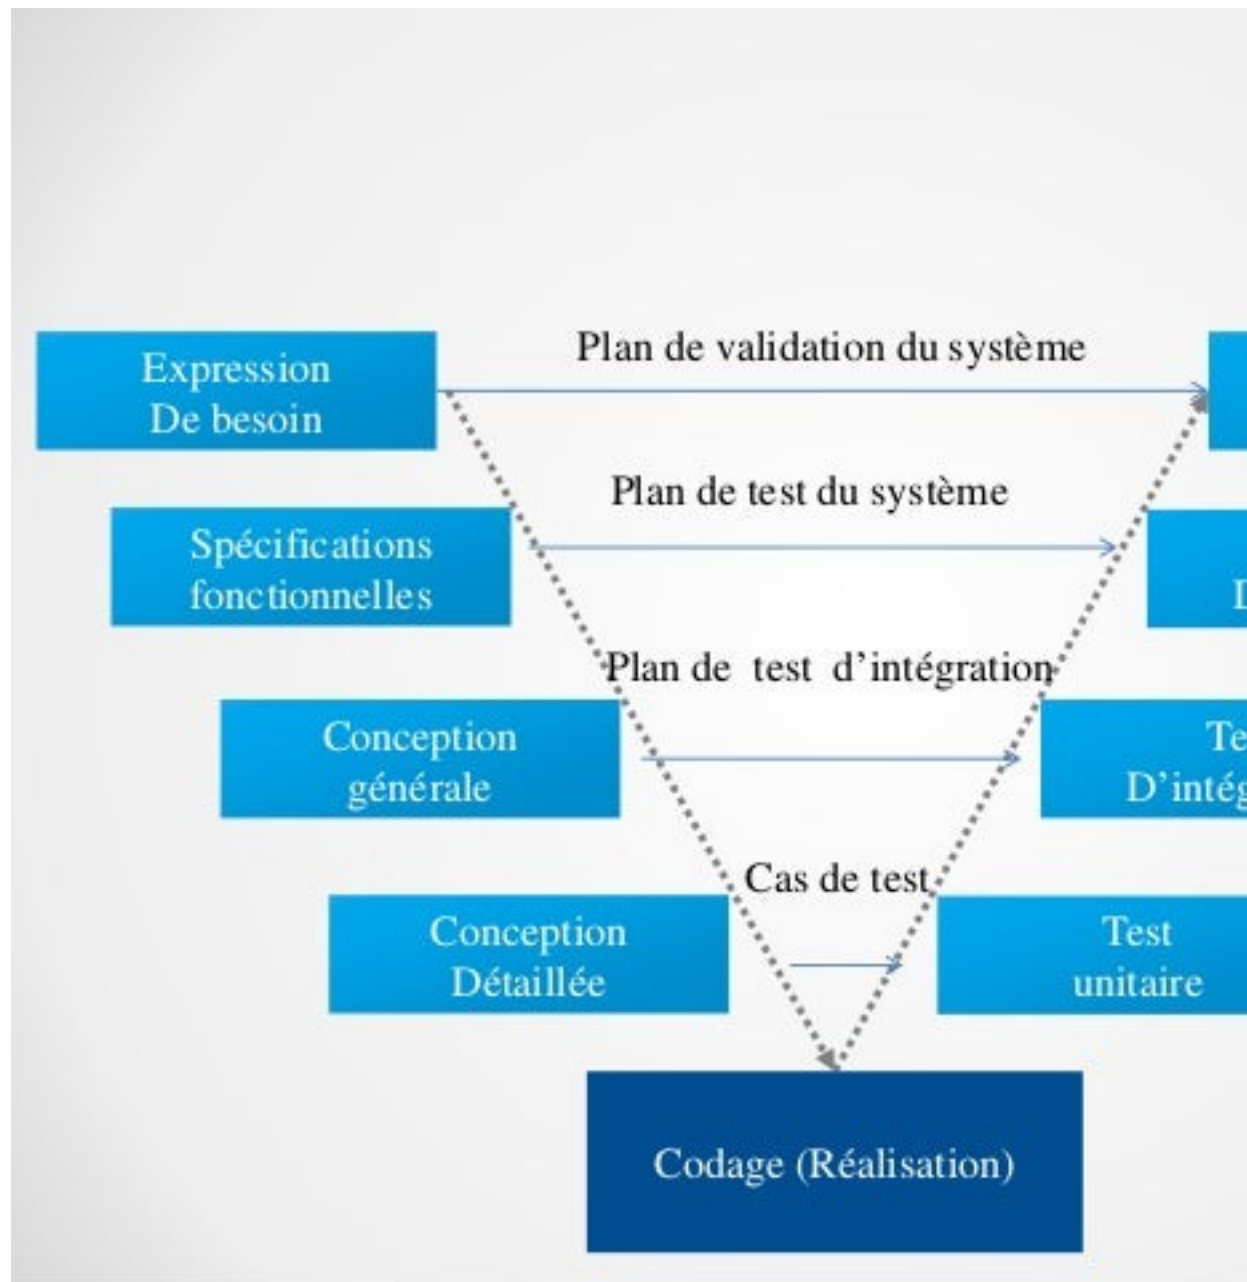 Expression
De besoin
Plan de validation du système
Plan de test du système
Spécifications
fonctionnelles
Plan de test d’intégration
Conception
générale
Cas de test
Conception
Détaillée
Test
unitaire
Codage (Réalisation)